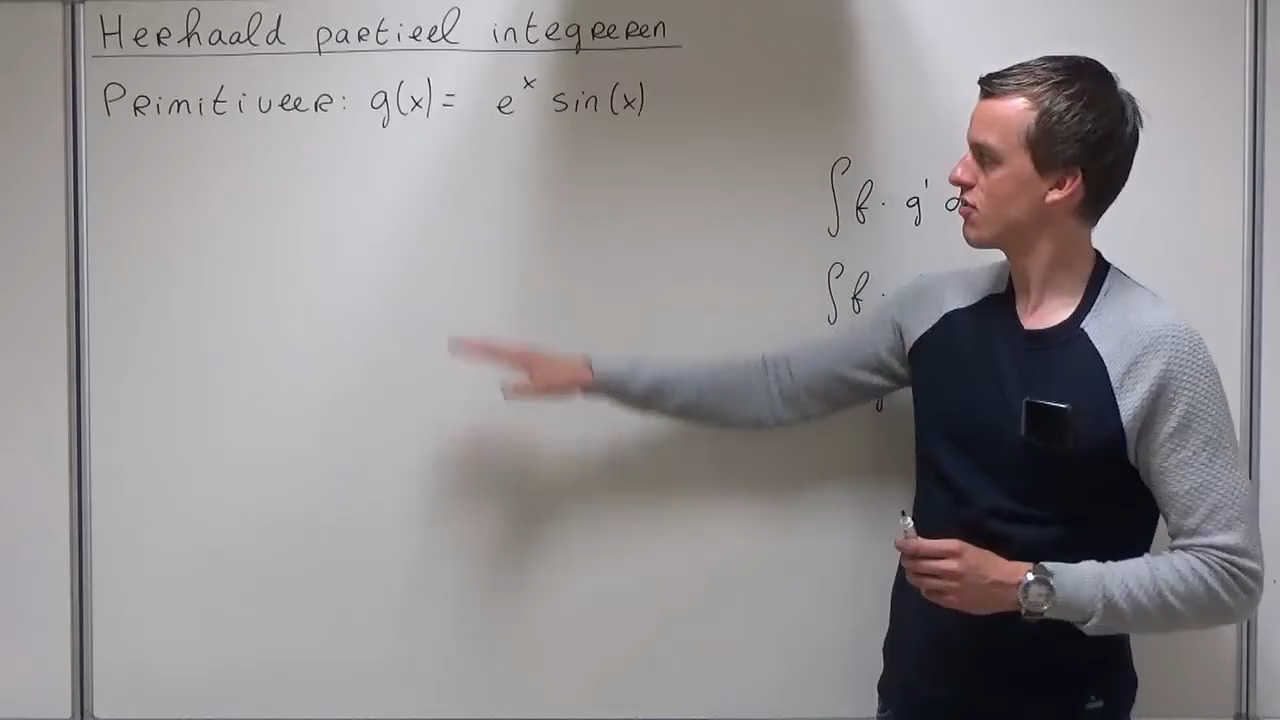 Herhaald partieel integreren
Primitiveer: g(x) = e^x sin(x)
∫ f · g'
∫ f ·